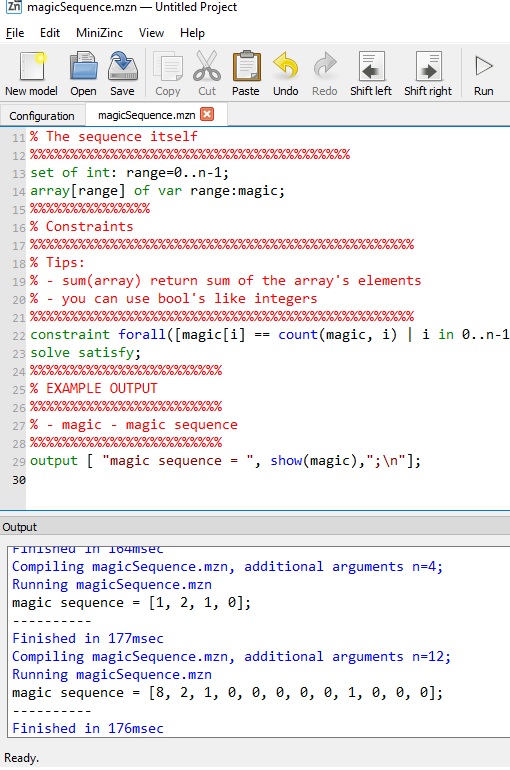 Zn magicSequence.mzn — Untitled Project
File Edit MiniZinc View Help
New model Open Save Copy Cut Paste Undo Redo Shift left Shift right Run
Configuration magicSequence.mzn
11 % The sequence itself
12 %%%%%%%%%%%%%%%%%%%%%%%%%%%%%%%%%%%%%%%%
13 set of int: range=0..n-1;
14 array[range] of var range:magic;
15 %%%%%%%%%%%%%%%
16 % Constraints
17 %%%%%%%%%%%%%%%%%%%%%%%%%%%%%%%%%%%%%%%%%%%%%%%%
18 % Tips:
19 % - sum(array) return sum of the array's elements
20 % - you can use bool's like integers
21 %%%%%%%%%%%%%%%%%%%%%%%%%%%%%%%%%%%%%%%%%%%%%%%%
22 constraint forall([magic[i] == count(magic, i) | i in 0..n-1
23 solve satisfy;
24 %%%%%%%%%%%%%%%%%%%%%%%%
25 % EXAMPLE OUTPUT
26 %%%%%%%%%%%%%%%%%%%%%%%%
27 % - magic - magic sequence
28 %%%%%%%%%%%%%%%%%%%%%%%%
29 output [ "magic sequence = ", show(magic),";\n"];
30
Output
Finished in 164msec
Compiling magicSequence.mzn, additional arguments n=4;
Running magicSequence.mzn
magic sequence = [1, 2, 1, 0];
----------
Finished in 177msec
Compiling magicSequence.mzn, additional arguments n=12;
Running magicSequence.mzn
magic sequence = [8, 2, 1, 0, 0, 0, 0, 0, 1, 0, 0, 0];
----------
Finished in 176msec
Ready.